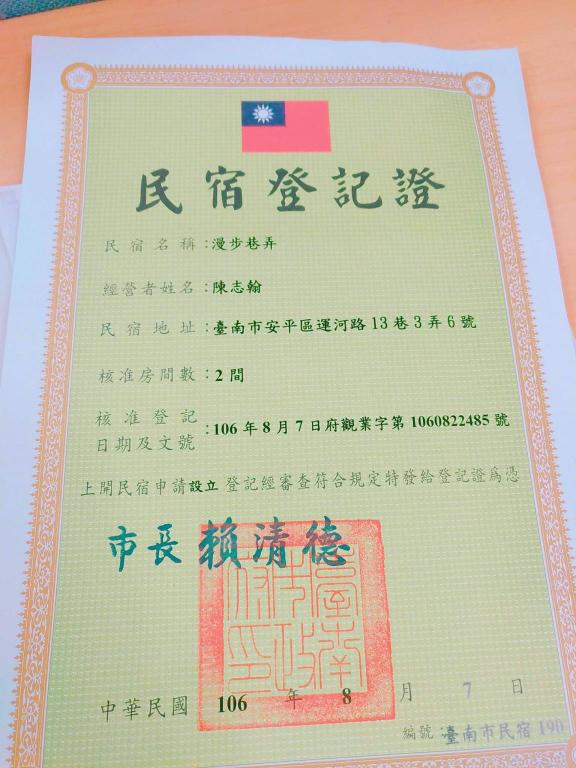 民宿登記證
民宿名稱：漫步巷弄
經營者姓名：陳志翰
民宿地址：臺南市安平區運河路13巷3弄6號
核准房間數：2間
核准登記
日期及文號：106年8月7日府觀業字第1060822485號
上開民宿申請設立登記經審查符合規定特發給登記證為憑
市長賴清德
臺南市政府印
中華民國 106 年 8 月 7 日
編號：臺南市民宿190